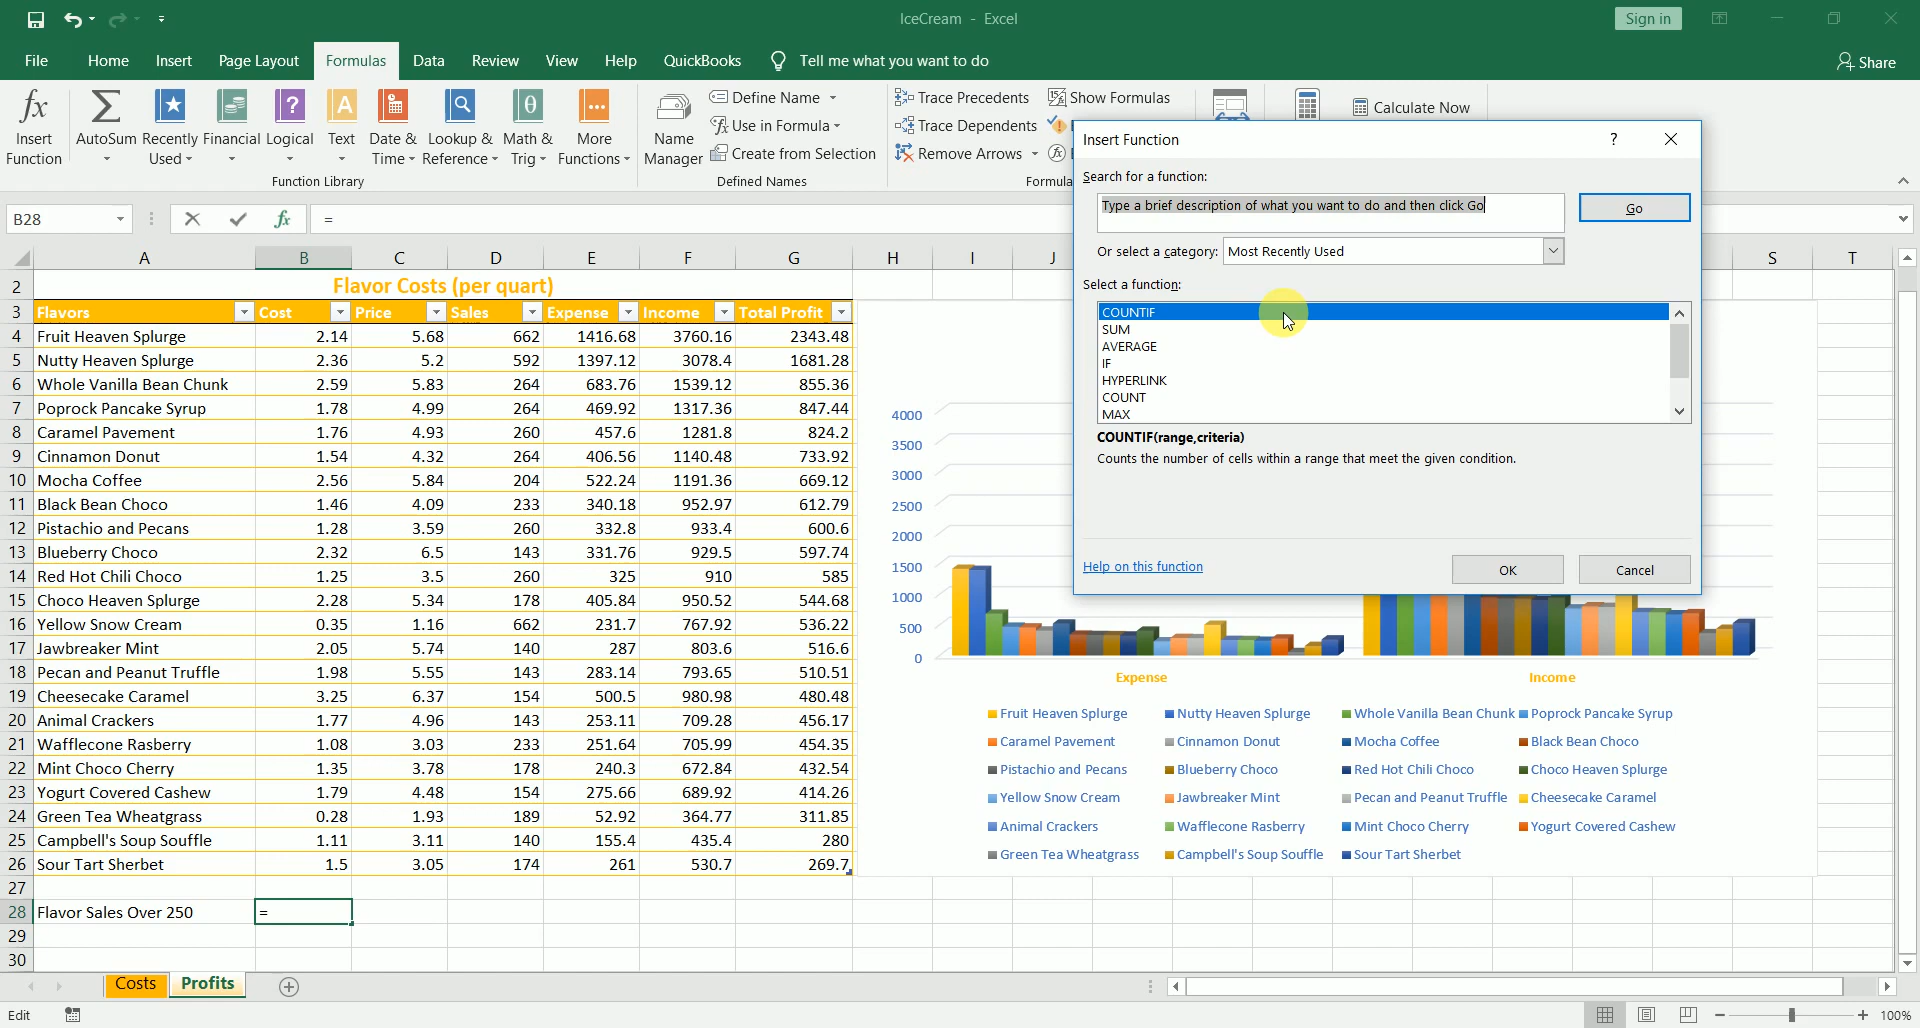 IceCream - Excel
Sign in
File Home Insert Page Layout Formulas Data Review View Help QuickBooks Tell me what you want to do
Share
fx Σ ? A θ
Insert Function
AutoSum
Recently Used
Financial
Logical
Text
Date & Time
Lookup & Reference
Math & Trig
More Functions
Function Library
Name Manager
Define Name
Use in Formula
Create from Selection
Defined Names
Trace Precedents
Trace Dependents
Remove Arrows
Show Formulas
Calculate Now
Formula
B28 fx =
A B C D E F G H I J S T
2 Flavor Costs (per quart)
3 Flavors Cost Price Sales Expense Income Total Profit
4 Fruit Heaven Splurge 2.14 5.68 662 1416.68 3760.16 2343.48
5 Nutty Heaven Splurge 2.36 5.2 592 1397.12 3078.4 1681.28
6 Whole Vanilla Bean Chunk 2.59 5.83 264 683.76 1539.12 855.36
7 Poprock Pancake Syrup 1.78 4.99 264 469.92 1317.36 847.44
8 Caramel Pavement 1.76 4.93 260 457.6 1281.8 824.2
9 Cinnamon Donut 1.54 4.32 264 406.56 1140.48 733.92
10 Mocha Coffee 2.56 5.84 204 522.24 1191.36 669.12
11 Black Bean Choco 1.46 4.09 233 340.18 952.97 612.79
12 Pistachio and Pecans 1.28 3.59 260 332.8 933.4 600.6
13 Blueberry Choco 2.32 6.5 143 331.76 929.5 597.74
14 Red Hot Chili Choco 1.25 3.5 260 325 910 585
15 Choco Heaven Splurge 2.28 5.34 178 405.84 950.52 544.68
16 Yellow Snow Cream 0.35 1.16 662 231.7 767.92 536.22
17 Jawbreaker Mint 2.05 5.74 140 287 803.6 516.6
18 Pecan and Peanut Truffle 1.98 5.55 143 283.14 793.65 510.51
19 Cheesecake Caramel 3.25 6.37 154 500.5 980.98 480.48
20 Animal Crackers 1.77 4.96 143 253.11 709.28 456.17
21 Wafflecone Rasberry 1.08 3.03 233 251.64 705.99 454.35
22 Mint Choco Cherry 1.35 3.78 178 240.3 672.84 432.54
23 Yogurt Covered Cashew 1.79 4.48 154 275.66 689.92 414.26
24 Green Tea Wheatgrass 0.28 1.93 189 52.92 364.77 311.85
25 Campbell's Soup Souffle 1.11 3.11 140 155.4 435.4 280
26 Sour Tart Sherbet 1.5 3.05 174 261 530.7 269.7
27
28 Flavor Sales Over 250 =
29
30
Insert Function ?
Search for a function:
Type a brief description of what you want to do and then click Go
Go
Or select a category: Most Recently Used
Select a function:
COUNTIF
SUM
AVERAGE
IF
HYPERLINK
COUNT
MAX
COUNTIF(range,criteria)
Counts the number of cells within a range that meet the given condition.
Help on this function
OK Cancel
4000
3500
3000
2500
2000
1500
1000
500
0
Expense Income
Fruit Heaven Splurge Nutty Heaven Splurge Whole Vanilla Bean Chunk Poprock Pancake Syrup
Caramel Pavement Cinnamon Donut Mocha Coffee Black Bean Choco
Pistachio and Pecans Blueberry Choco Red Hot Chili Choco Choco Heaven Splurge
Yellow Snow Cream Jawbreaker Mint Pecan and Peanut Truffle Cheesecake Caramel
Animal Crackers Wafflecone Rasberry Mint Choco Cherry Yogurt Covered Cashew
Green Tea Wheatgrass Campbell's Soup Souffle Sour Tart Sherbet
Costs Profits
Edit
100%